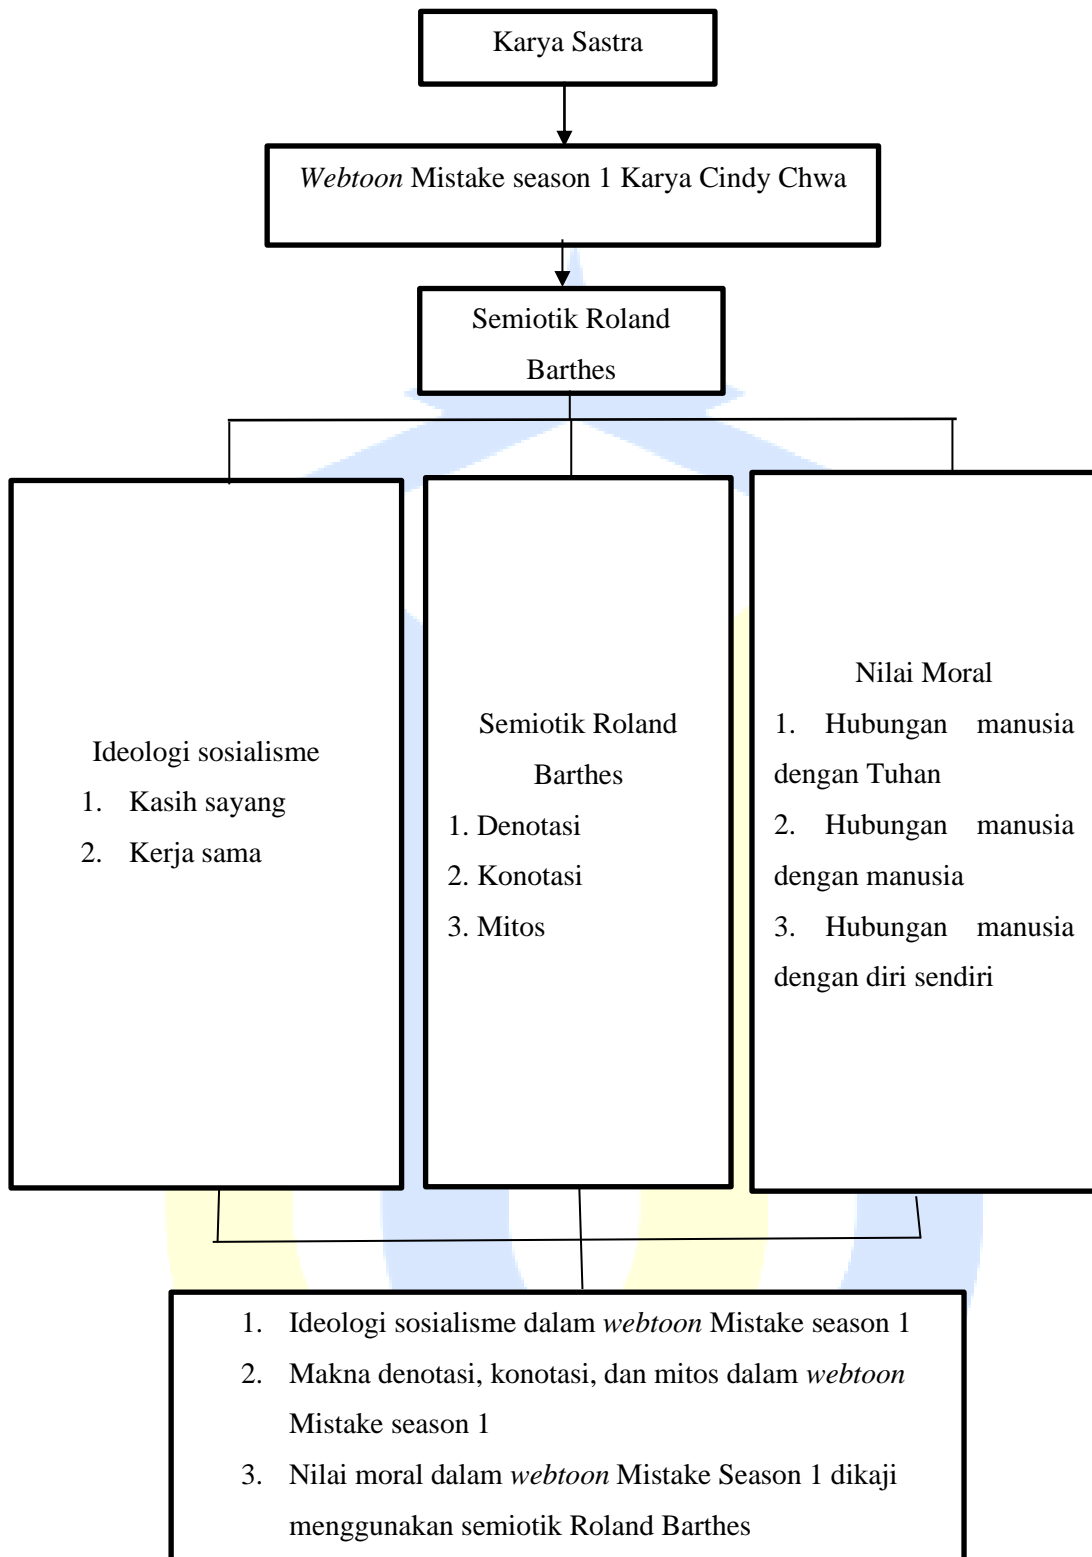 Karya Sastra
Webtoon Mistake season 1 Karya Cindy Chwa
Semiotik Roland
Barthes
Ideologi sosialisme
1. Kasih sayang
2. Kerja sama
Semiotik Roland
Barthes
1. Denotasi
2. Konotasi
3. Mitos
Nilai Moral
1. Hubungan manusia
dengan Tuhan
2. Hubungan manusia
dengan manusia
3. Hubungan manusia
dengan diri sendiri
1. Ideologi sosialisme dalam webtoon Mistake season 1
2. Makna denotasi, konotasi, dan mitos dalam webtoon
Mistake season 1
3. Nilai moral dalam webtoon Mistake Season 1 dikaji
menggunakan semiotik Roland Barthes